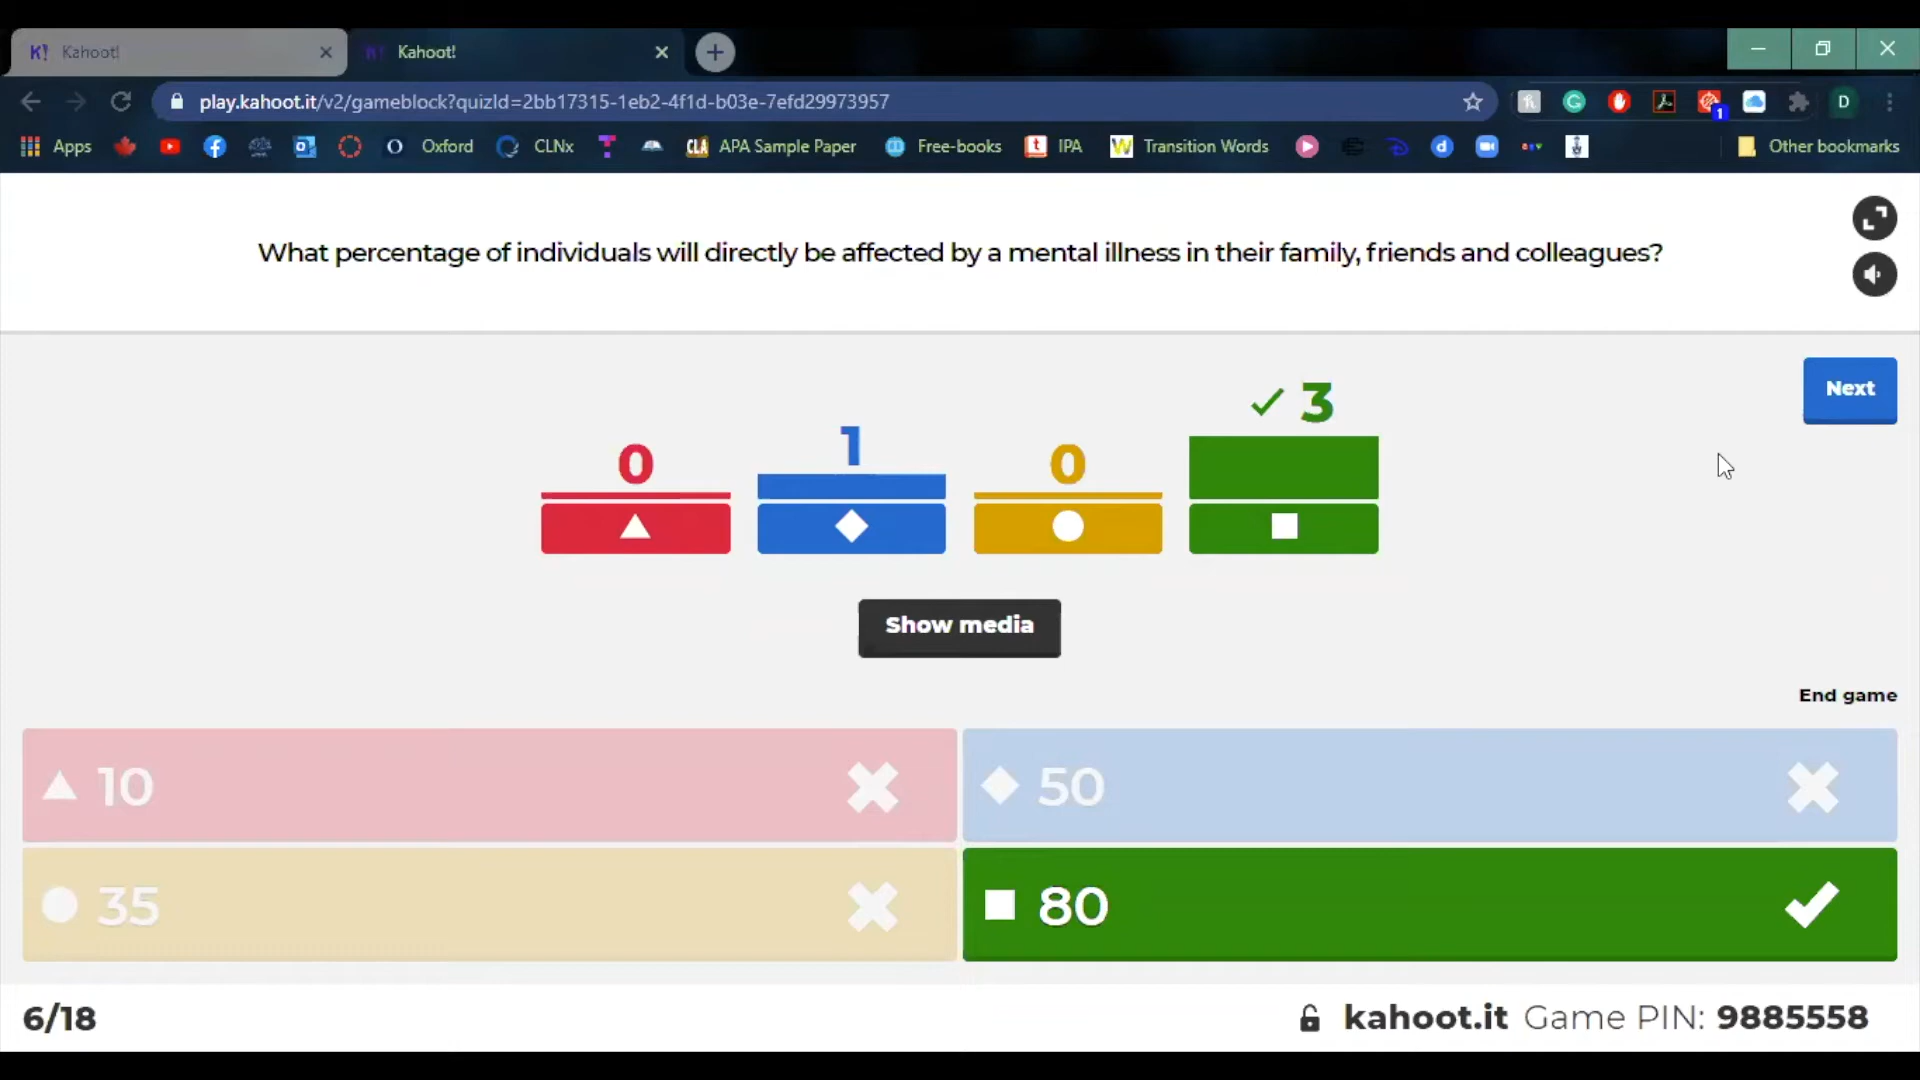 K! Kahoot!
K! Kahoot!
play.kahoot.it/v2/gameblock?quizId=2bb17315-1eb2-4f1d-b03e-7efd29973957
1
D
Apps
Oxford
CLNx
CLA APA Sample Paper
Free-books
t IPA
W Transition Words
d
Other bookmarks
What percentage of individuals will directly be affected by a mental illness in their family, friends and colleagues?
Next
0
1
0
3
Show media
End game
10
50
35
80
6/18
kahoot.it Game PIN: 9885558